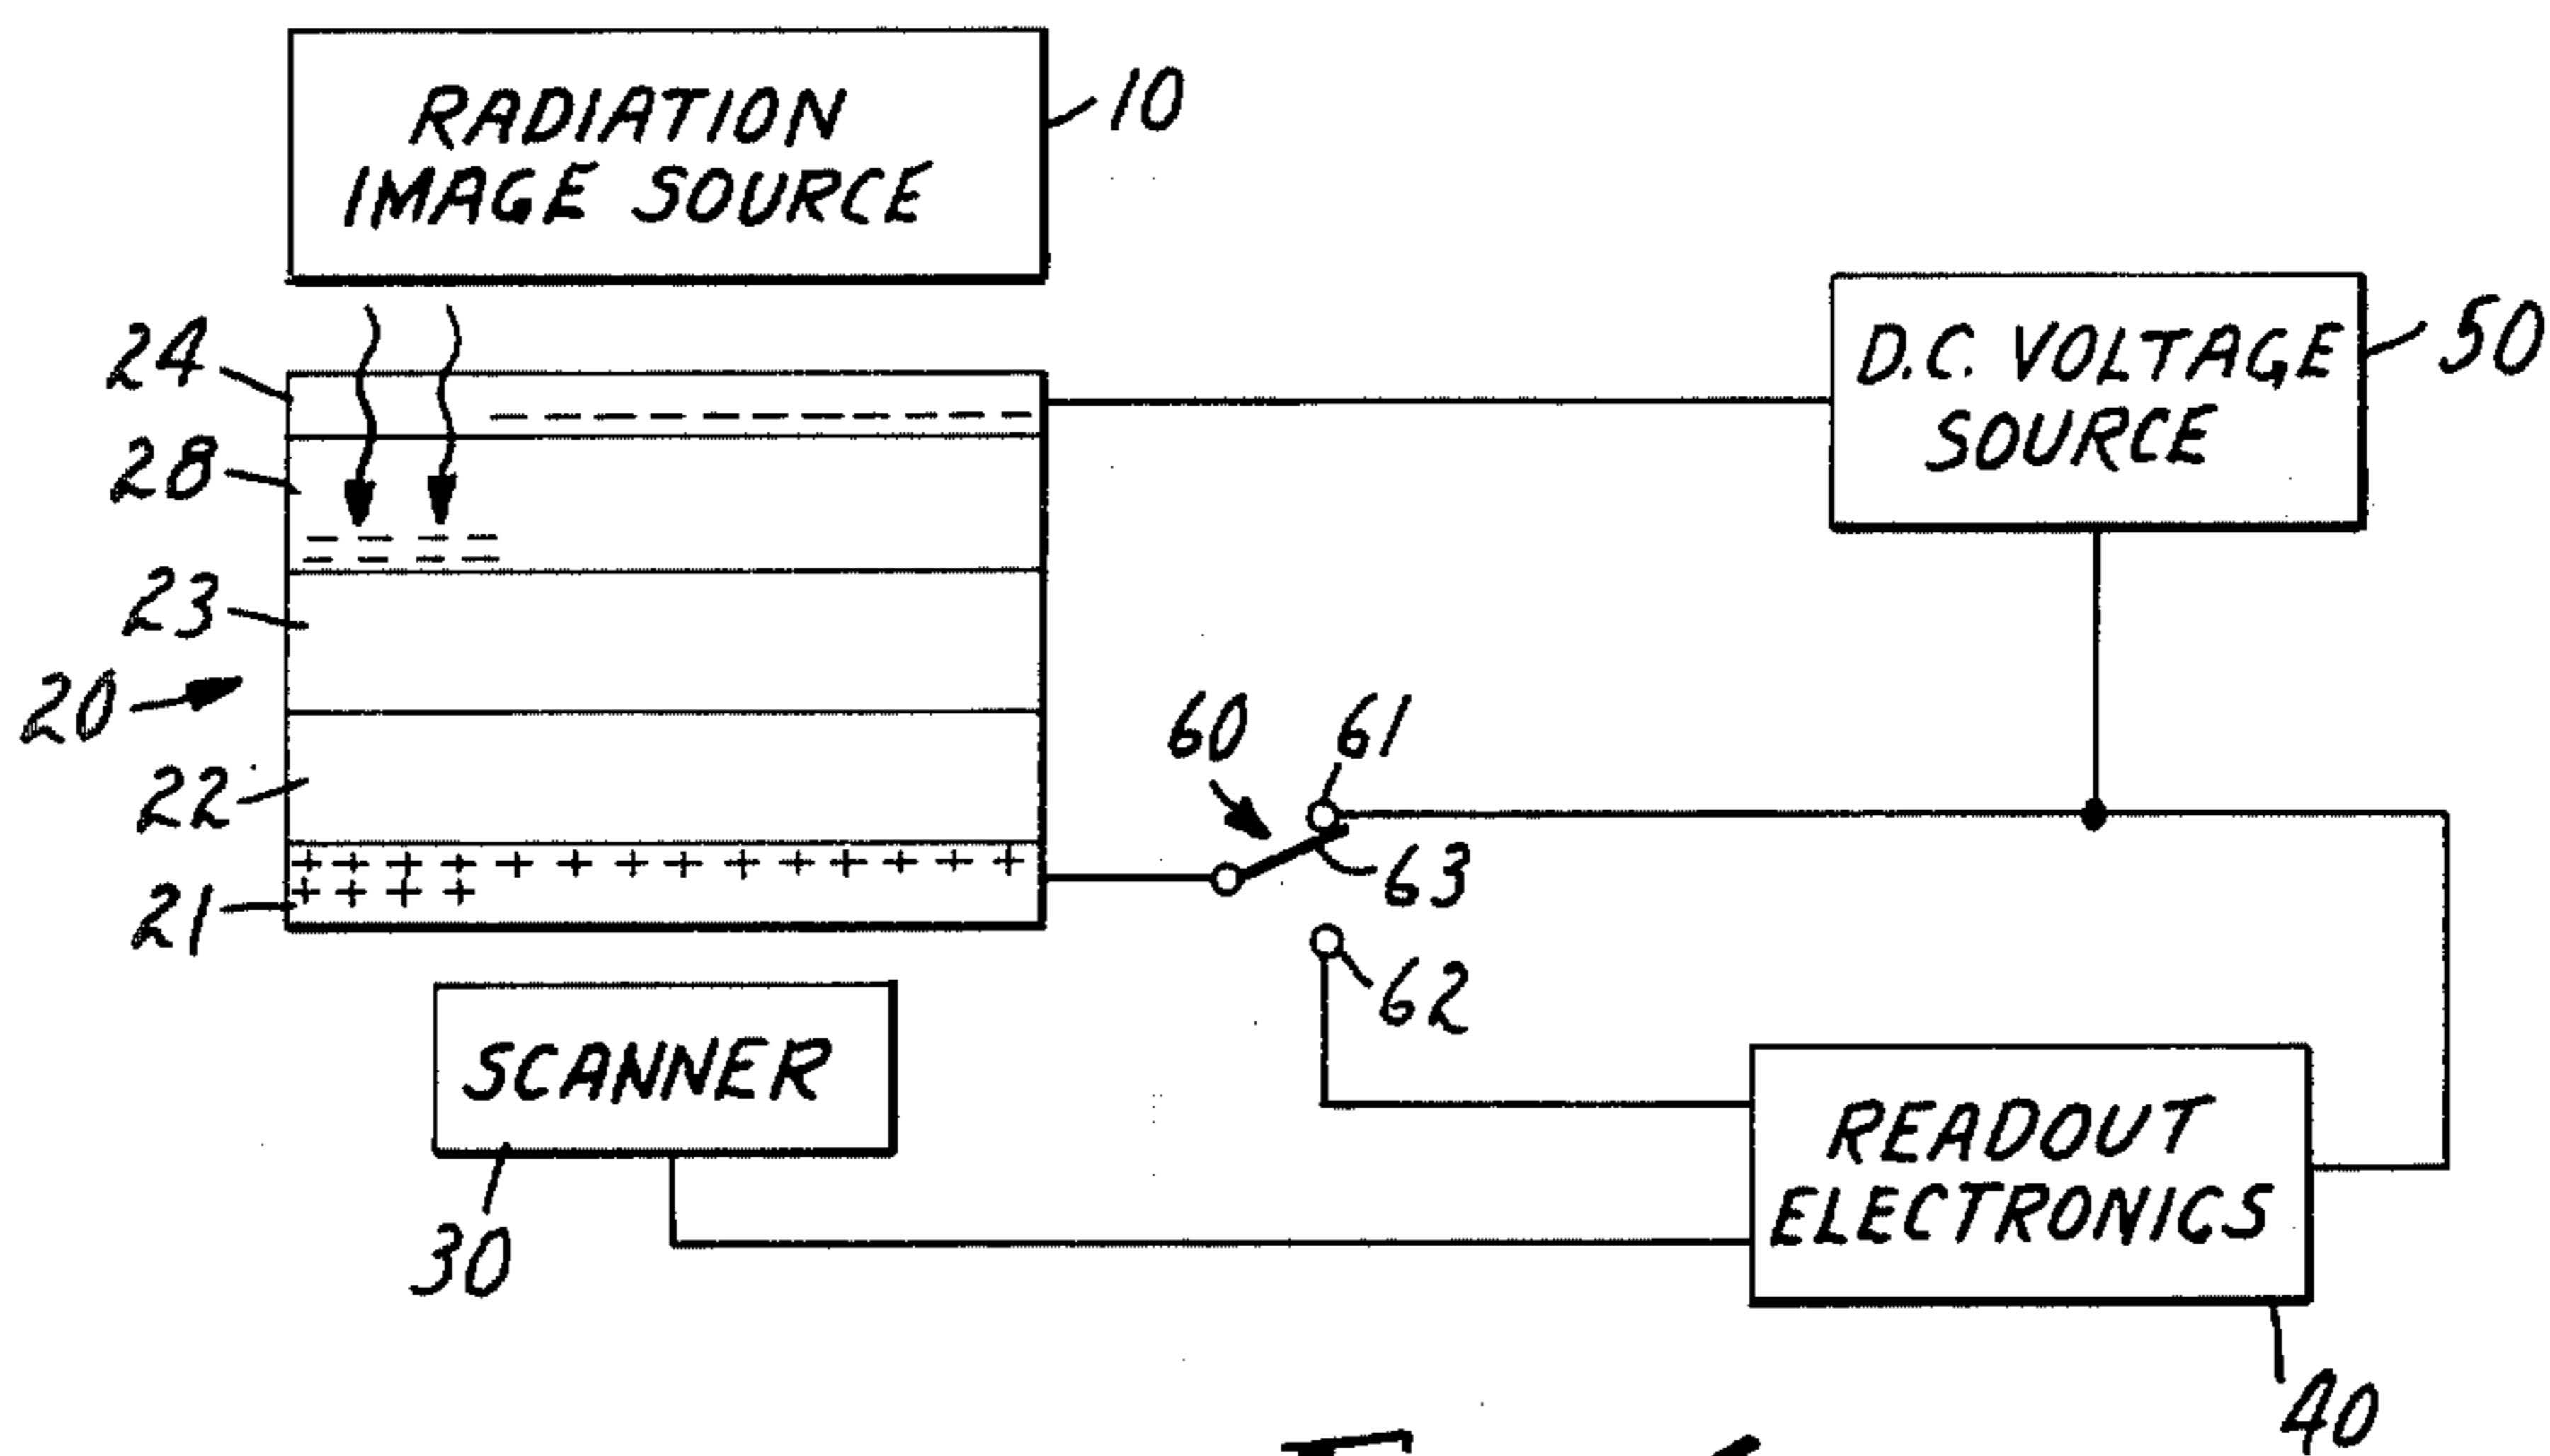 RADIATION
IMAGE SOURCE
10
24
28
23
20
22
21
D.C. VOLTAGE
SOURCE
50
60
61
63
62
SCANNER
30
READOUT
ELECTRONICS
40